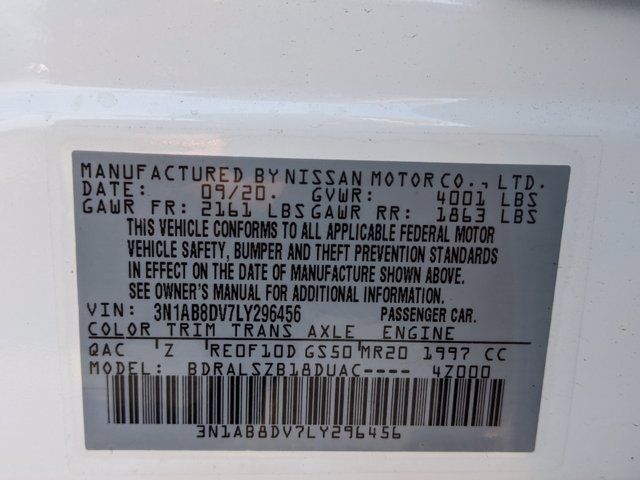 MANUFACTURED BY NISSAN MOTOR CO., LTD.
DATE: 09/20. GVWR: 4001 LBS
GAWR FR: 2161 LBS GAWR RR: 1863 LBS
THIS VEHICLE CONFORMS TO ALL APPLICABLE FEDERAL MOTOR
VEHICLE SAFETY, BUMPER AND THEFT PREVENTION STANDARDS
IN EFFECT ON THE DATE OF MANUFACTURE SHOWN ABOVE.
SEE OWNER'S MANUAL FOR ADDITIONAL INFORMATION.
VIN: 3N1AB8DV7LY296456 PASSENGER CAR.
COLOR TRIM TRANS AXLE ENGINE
QAC Z RE0F10D GS50 MR20 1997 CC
MODEL: BDRALSZB18DUAC---- 4Z000
3N1AB8DV7LY296456